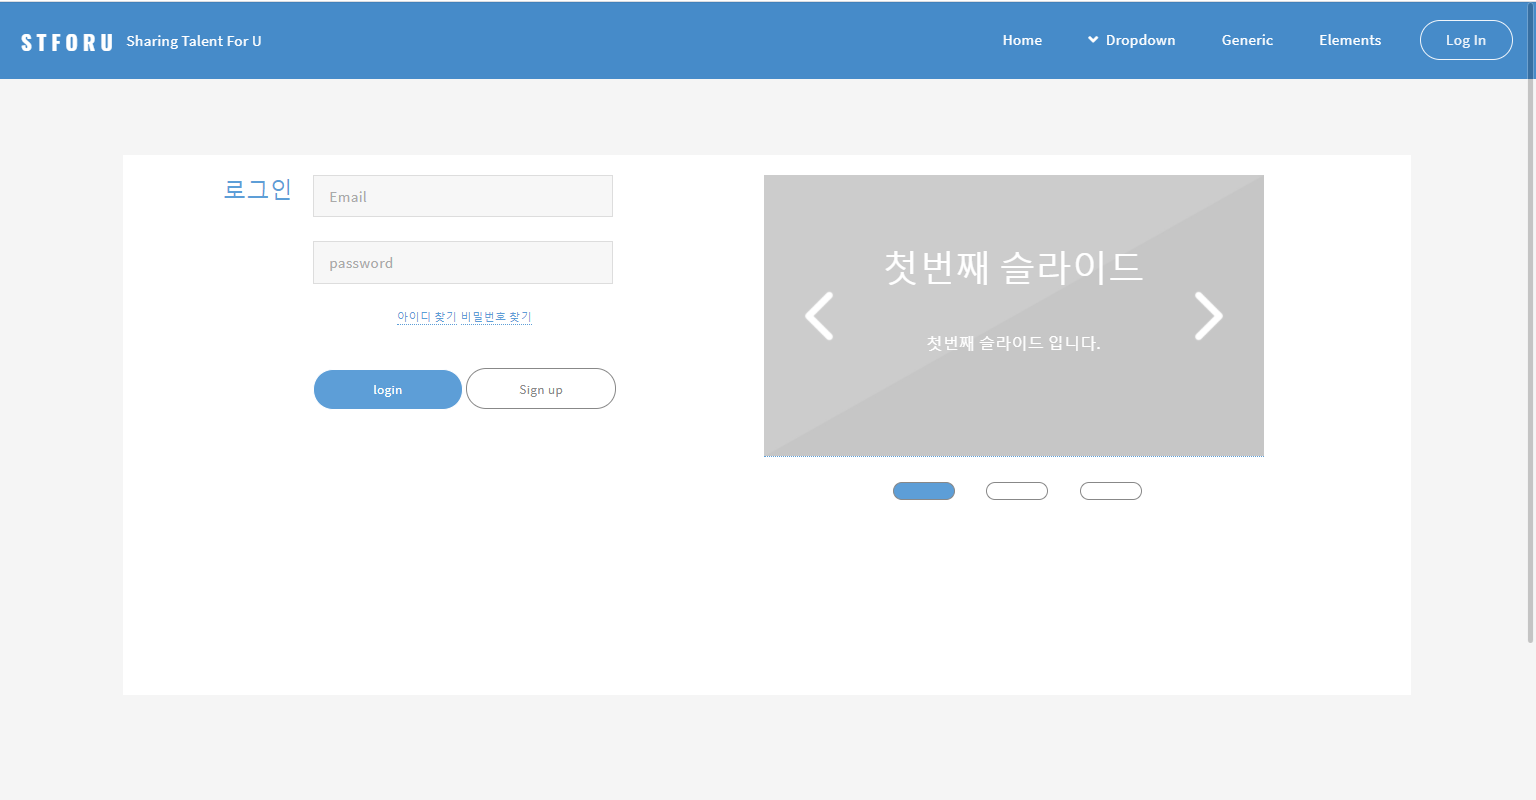 STFORU Sharing Talent For U Home Dropdown Generic Elements Log In
로그인
Email
password
아이디 찾기 비밀번호 찾기
login Sign up
첫번째 슬라이드
첫번째 슬라이드 입니다.